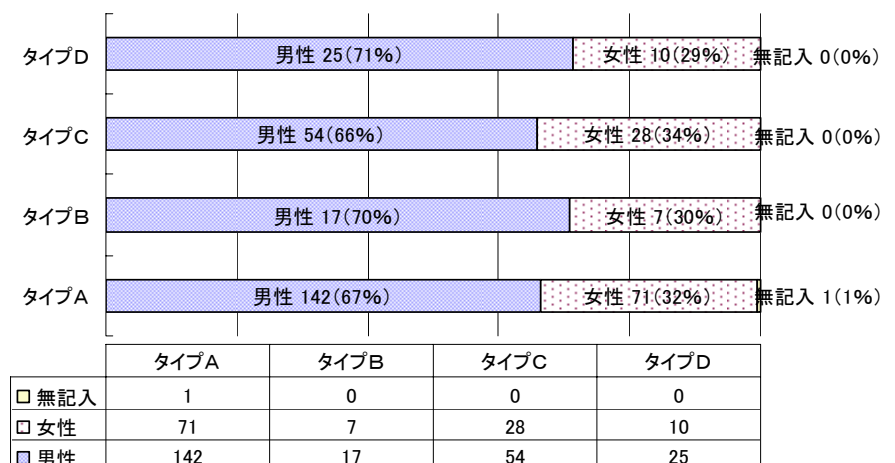 タイプD 男性 25(71%) 女性 10(29%) 無記入 0(0%)
タイプC 男性 54(66%) 女性 28(34%) 無記入 0(0%)
タイプB 男性 17(70%) 女性 7(30%) 無記入 0(0%)
タイプA 男性 142(67%) 女性 71(32%) 無記入 1(1%)
タイプA タイプB タイプC タイプD
無記入 1 0 0 0
女性 71 7 28 10
男性 142 17 54 25